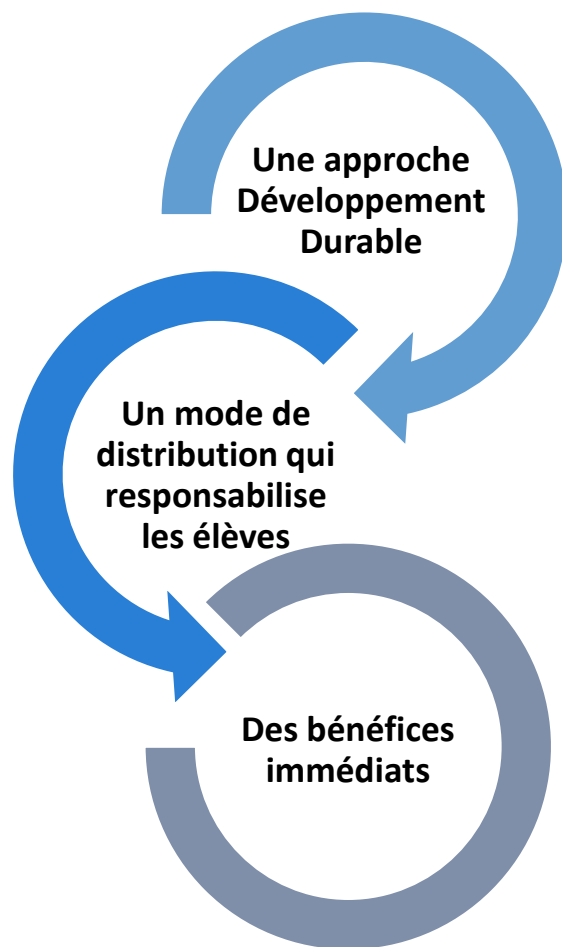 Une approche
Développement
Durable
Un mode de
distribution qui
responsabilise
les élèves
Des bénéfices
immédiats